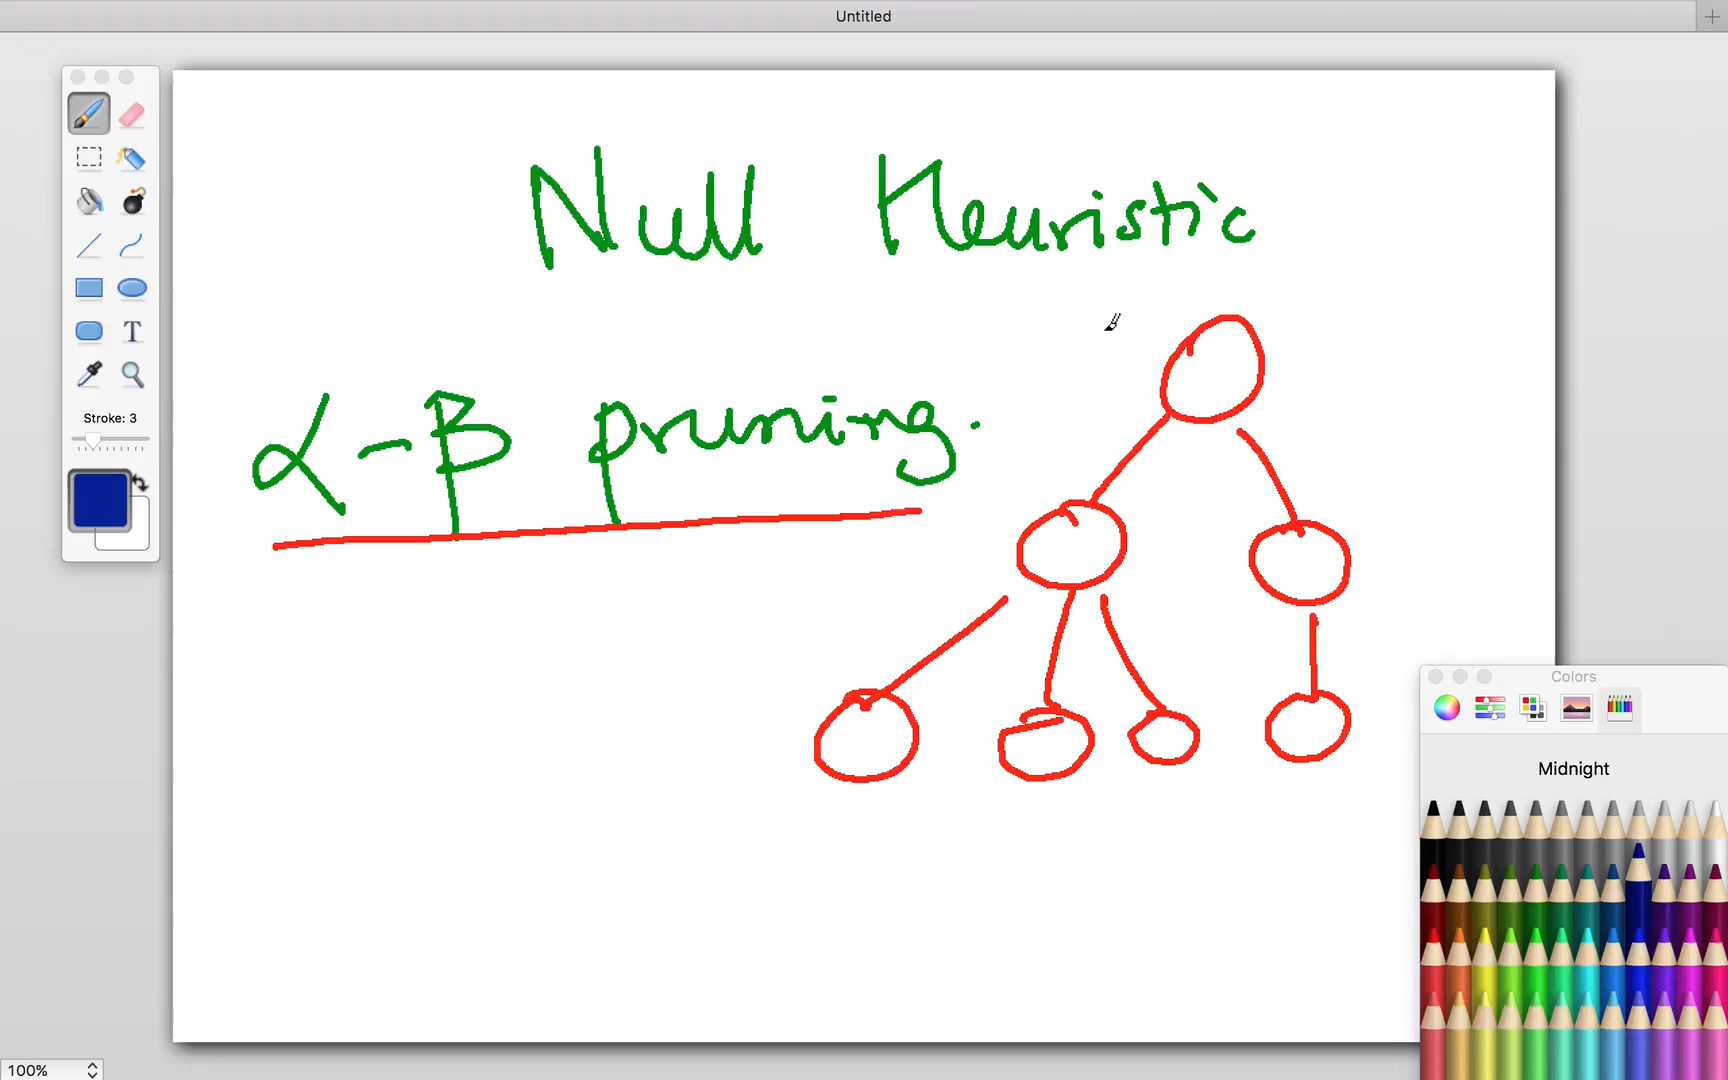 Untitled
Null Heuristic
α-β pruning.
T
Stroke: 3
Colors
Midnight
100%